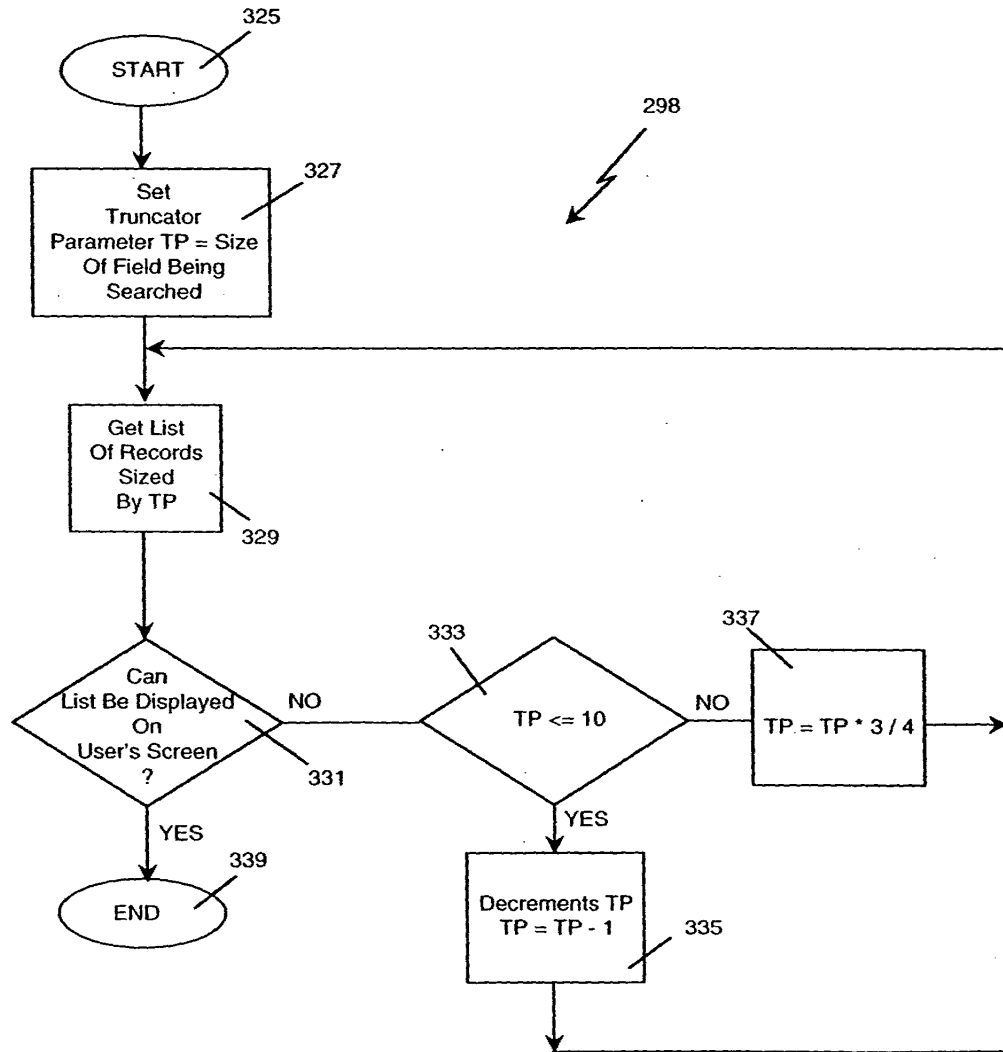 325
START
298
327
Set
Truncator
Parameter TP = Size
Of Field Being
Searched
Get List
Of Records
Sized
By TP
329
333
337
Can
List Be Displayed
On
User's Screen
?
NO
TP <= 10
NO
TP = TP * 3 / 4
331
YES
YES
339
END
Decrements TP
TP = TP - 1
335